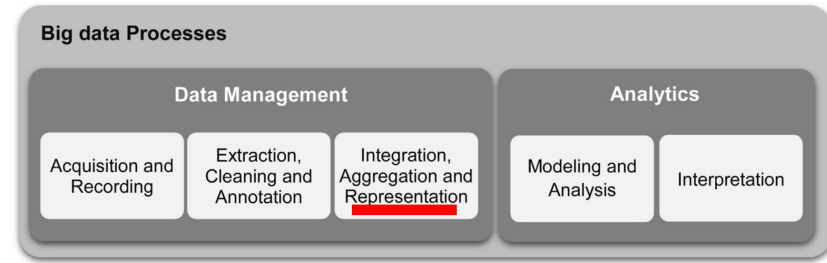 Big data Processes
Data Management
Acquisition and
Recording
Extraction,
Cleaning and
Annotation
Integration,
Aggregation and
Representation
Analytics
Modeling and
Analysis
Interpretation